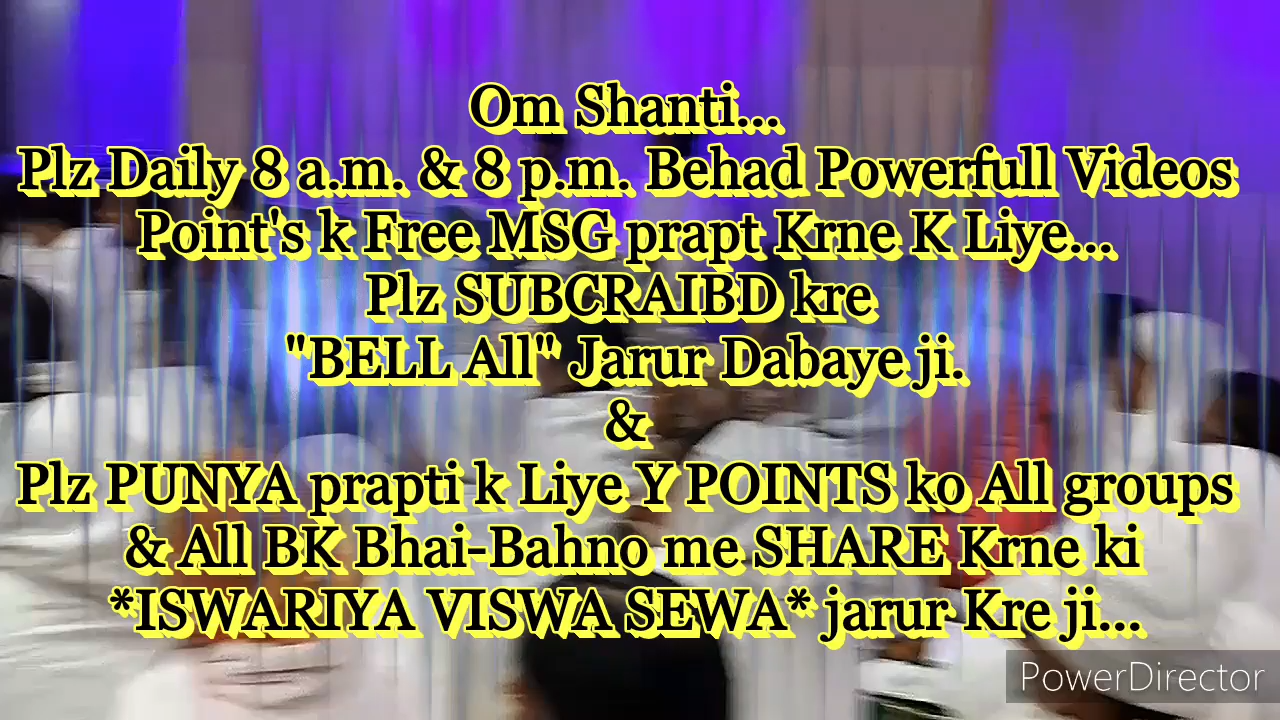 Om Shanti...
Plz Daily 8 a.m. & 8 p.m. Behad Powerfull Videos
Point's k Free MSG prapt Krne K Liye...
Plz SUBCRAIBD kre
"BELL All" Jarur Dabaye ji.
&
Plz PUNYA prapti k Liye Y POINTS ko All groups
& All BK Bhai-Bahno me SHARE Krne ki
*ISWARIYA VISWA SEWA* jarur Kre ji...
PowerDirector